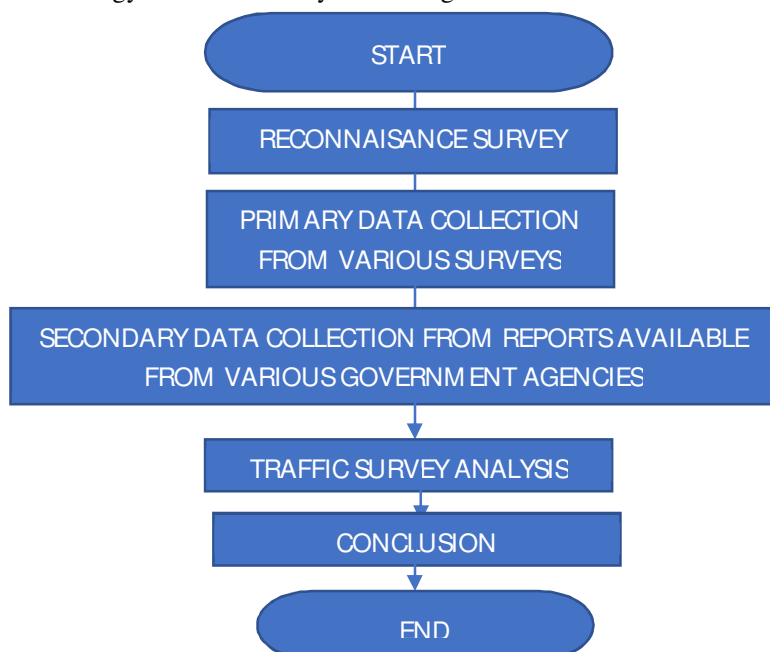 START
RECONNAISANCE SURVEY
PRIMARY DATA COLLECTION
FROM VARIOUS SURVEYS
SECONDARY DATA COLLECTION FROM REPORTS AVAILABLE
FROM VARIOUS GOVERNMENT AGENCIES
TRAFFIC SURVEY ANALYSIS
CONCLUSION
END